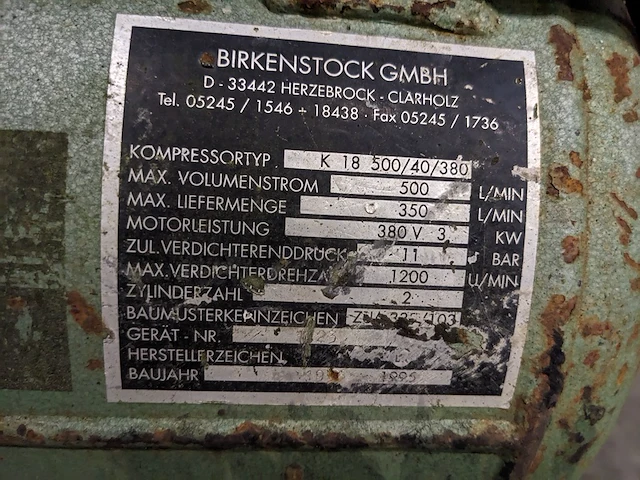 BIRKENSTOCK GMBH
D - 33442 HERZEBROCK - CLARHOLZ
Tel. 05245 / 1546 + 18438 · Fax 05245 / 1736
KOMPRESSORTYP K 18 500/40/380
MAX. VOLUMENSTROM 500 L/MIN
MAX. LIEFERMENGE 350 L/MIN
MOTORLEISTUNG 380 V 3 KW
ZUL. VERDICHTERENDDRUCK 11 BAR
MAX. VERDICHTERDREHZA 1200 U/MIN
ZYLINDERZAHL 2
BAUMUSTERKENNZEICHEN /103
GERÄT - NR.
HERSTELLERZEICHEN
BAUJAHR 1995